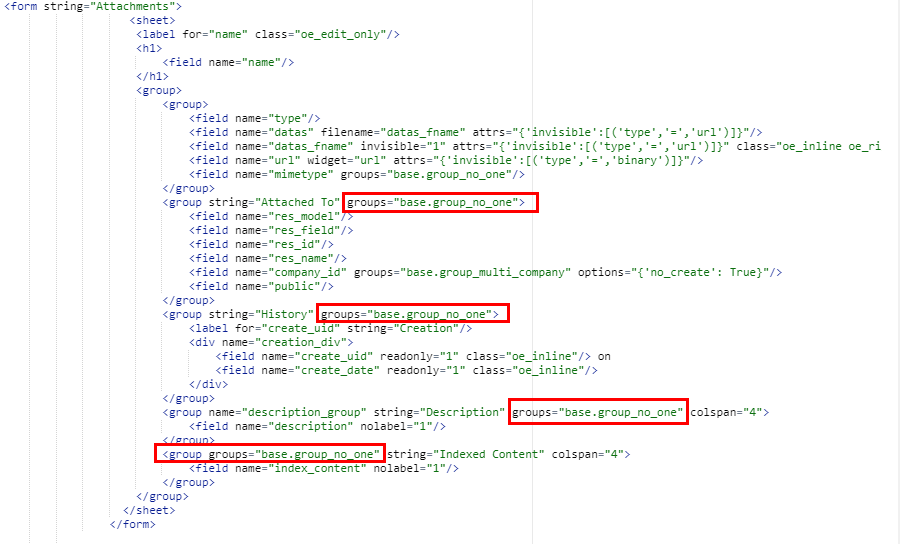 <form string="Attachments">
<sheet>
<label for="name" class="oe_edit_only"/>
<h1>
<field name="name"/>
</h1>
<group>
<group>
<field name="type"/>
<field name="datas" filename="datas_fname" attrs="{'invisible':[('type','=','url')]}"/>
<field name="datas_fname" invisible="1" attrs="{'invisible':[('type','=','url')]}" class="oe_inline oe_ri
<field name="url" widget="url" attrs="{'invisible':[('type','=','binary')]}"/>
<field name="mimetype" groups="base.group_no_one"/>
</group>
<group string="Attached To" groups="base.group_no_one">
<field name="res_model"/>
<field name="res_field"/>
<field name="res_id"/>
<field name="res_name"/>
<field name="company_id" groups="base.group_multi_company" options="{'no_create': True}"/>
<field name="public"/>
</group>
<group string="History" groups="base.group_no_one">
<label for="create_uid" string="Creation"/>
<div name="creation_div">
<field name="create_uid" readonly="1" class="oe_inline"/> on
<field name="create_date" readonly="1" class="oe_inline"/>
</div>
</group>
<group name="description_group" string="Description" groups="base.group_no_one" colspan="4">
<field name="description" nolabel="1"/>
</group>
<group groups="base.group_no_one" string="Indexed Content" colspan="4">
<field name="index_content" nolabel="1"/>
</group>
</group>
</sheet>
</form>